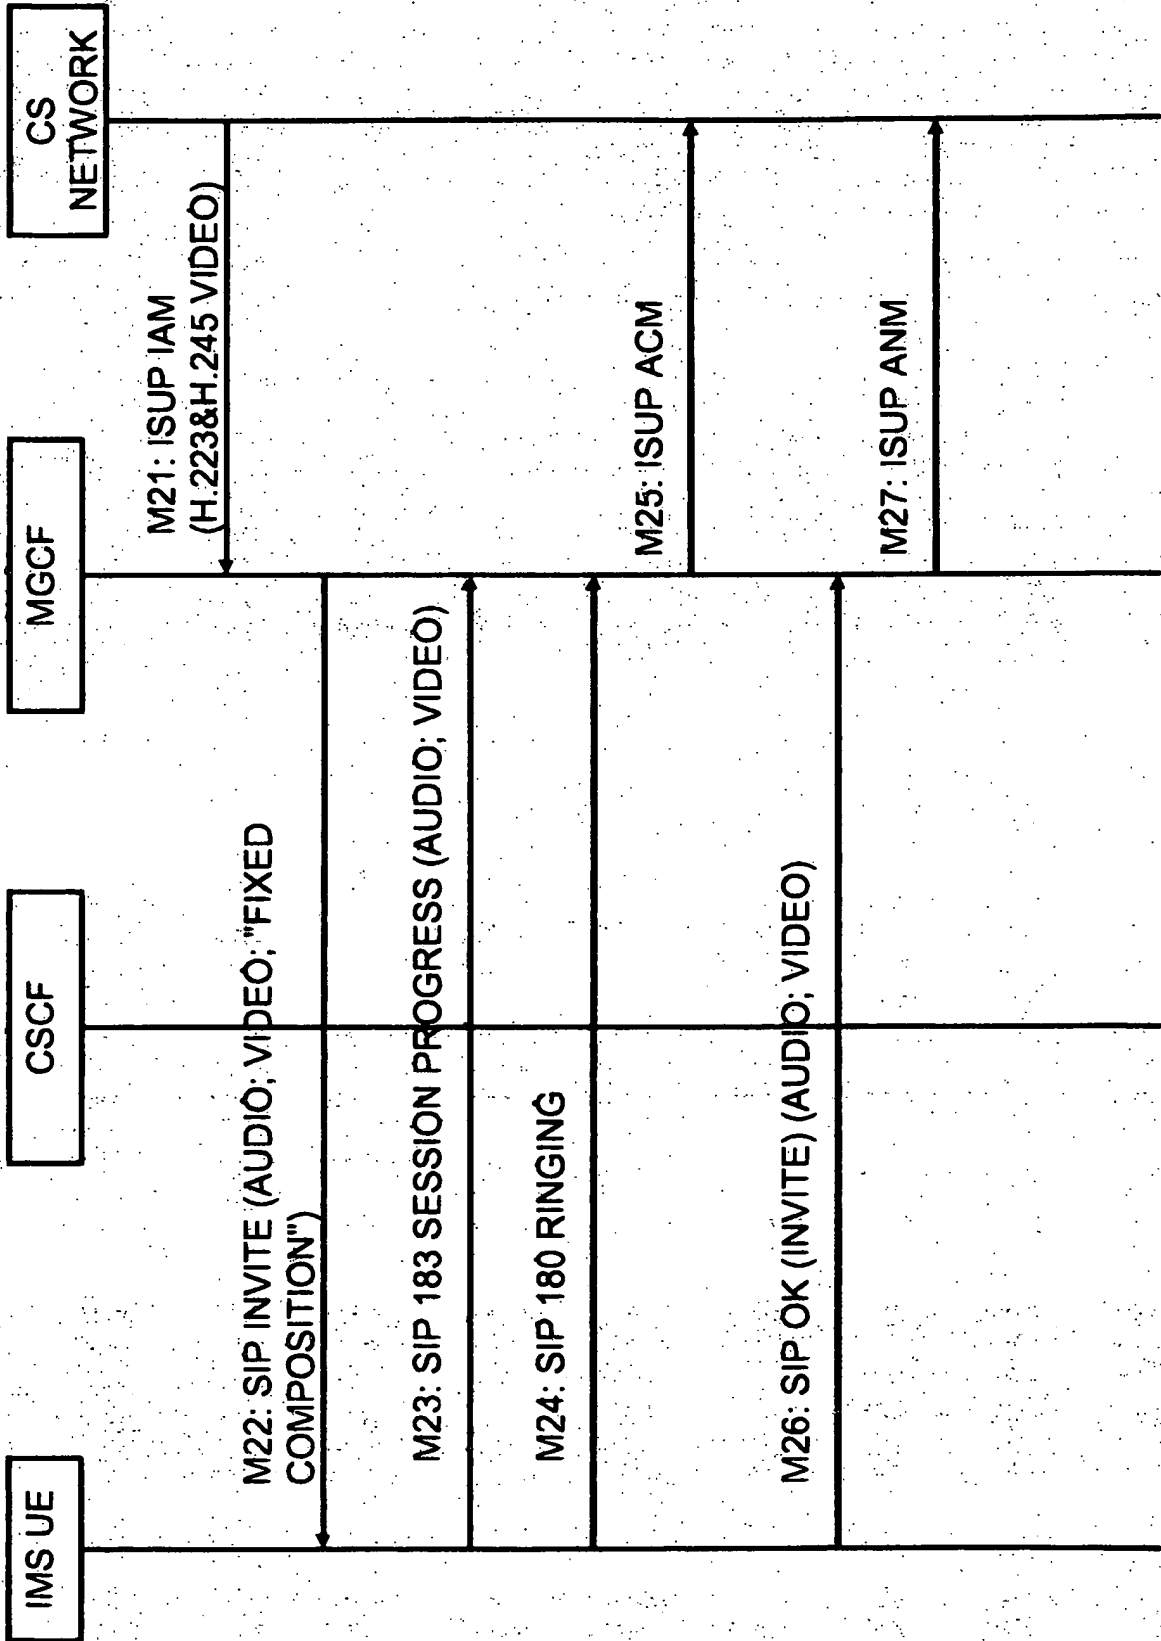 IMS UE
CSCF
MGCF
CS
NETWORK
M21: ISUP IAM
(H.223&H.245 VIDEO)
M22: SIP INVITE (AUDIO; VIDEO; "FIXED
COMPOSITION")
M23: SIP 183 SESSION PROGRESS (AUDIO; VIDEO)
M24: SIP 180 RINGING
M25: ISUP ACM
M26: SIP OK (INVITE) (AUDIO; VIDEO)
M27: ISUP ANM